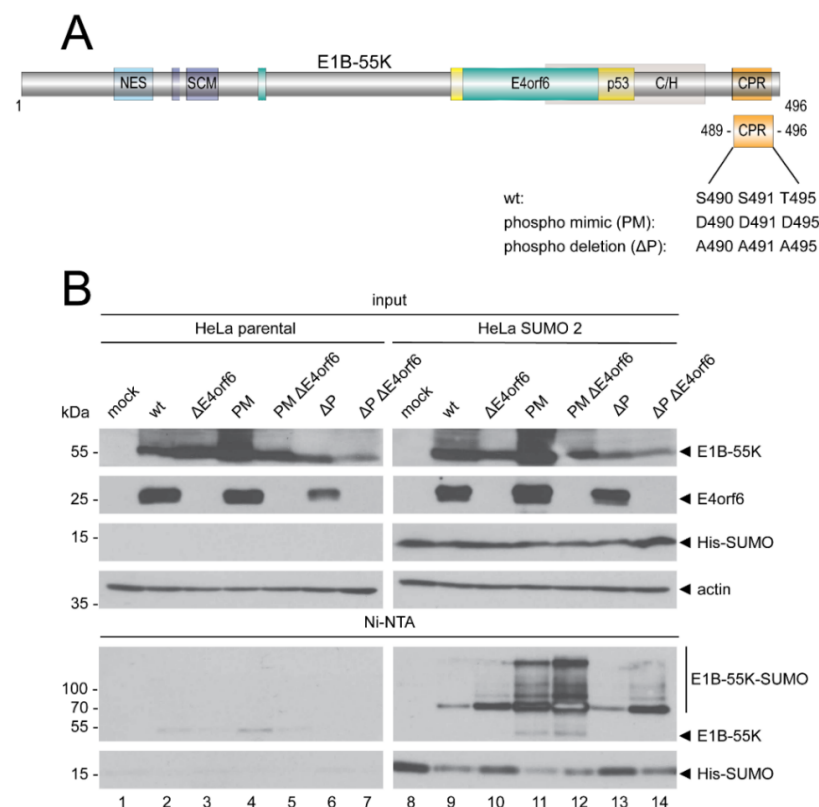 A
E1B-55K
NES SCM E4orf6 p53 C/H CPR
1 496
489 - CPR - 496
wt: S490 S491 T495
phospho mimic (PM): D490 D491 D495
phospho deletion (ΔP): A490 A491 A495
B
input
HeLa parental HeLa SUMO 2
kDa mock wt ΔE4orf6 PM PM ΔE4orf6 ΔP ΔP ΔE4orf6 mock wt ΔE4orf6 PM PM ΔE4orf6 ΔP ΔP ΔE4orf6
55 - ◄ E1B-55K
25 - ◄ E4orf6
15 - ◄ His-SUMO
35 - ◄ actin
Ni-NTA
E1B-55K-SUMO
100 -
70 -
55 - ◄ E1B-55K
15 - ◄ His-SUMO
1 2 3 4 5 6 7 8 9 10 11 12 13 14